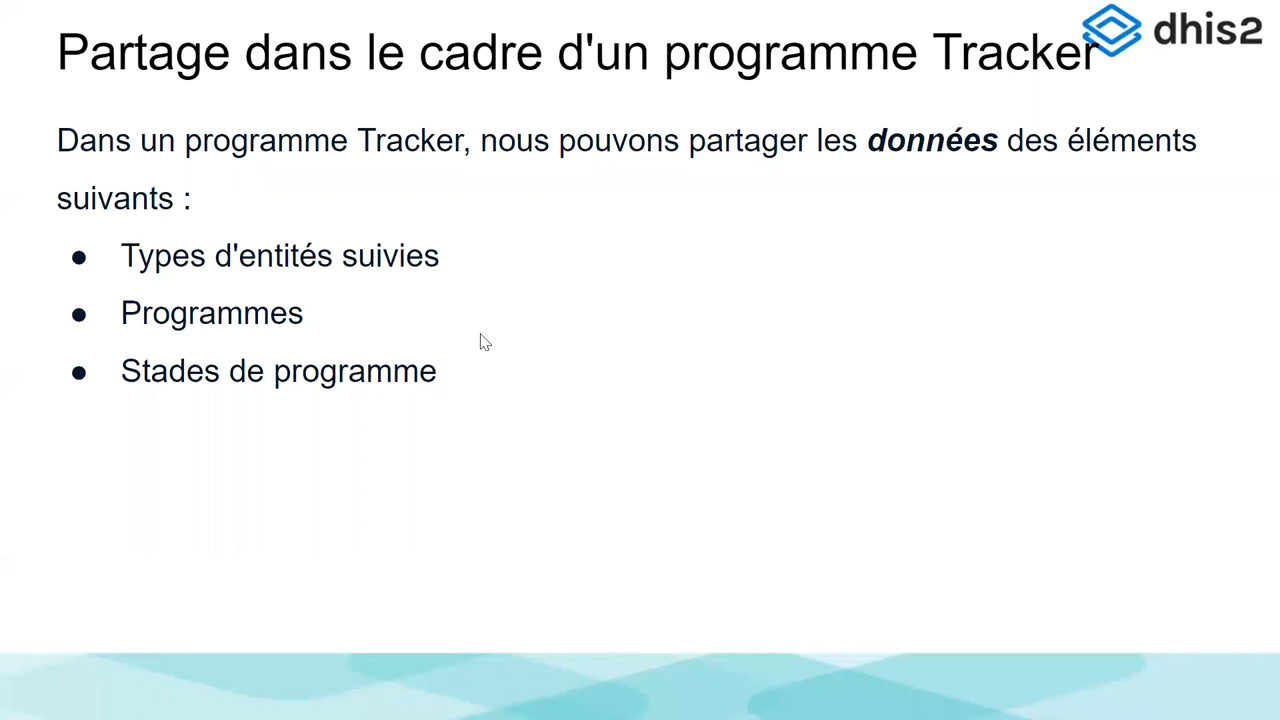 Partage dans le cadre d'un programme Tracker
dhis2
Dans un programme Tracker, nous pouvons partager les données des éléments
suivants :
● Types d'entités suivies
● Programmes
● Stades de programme